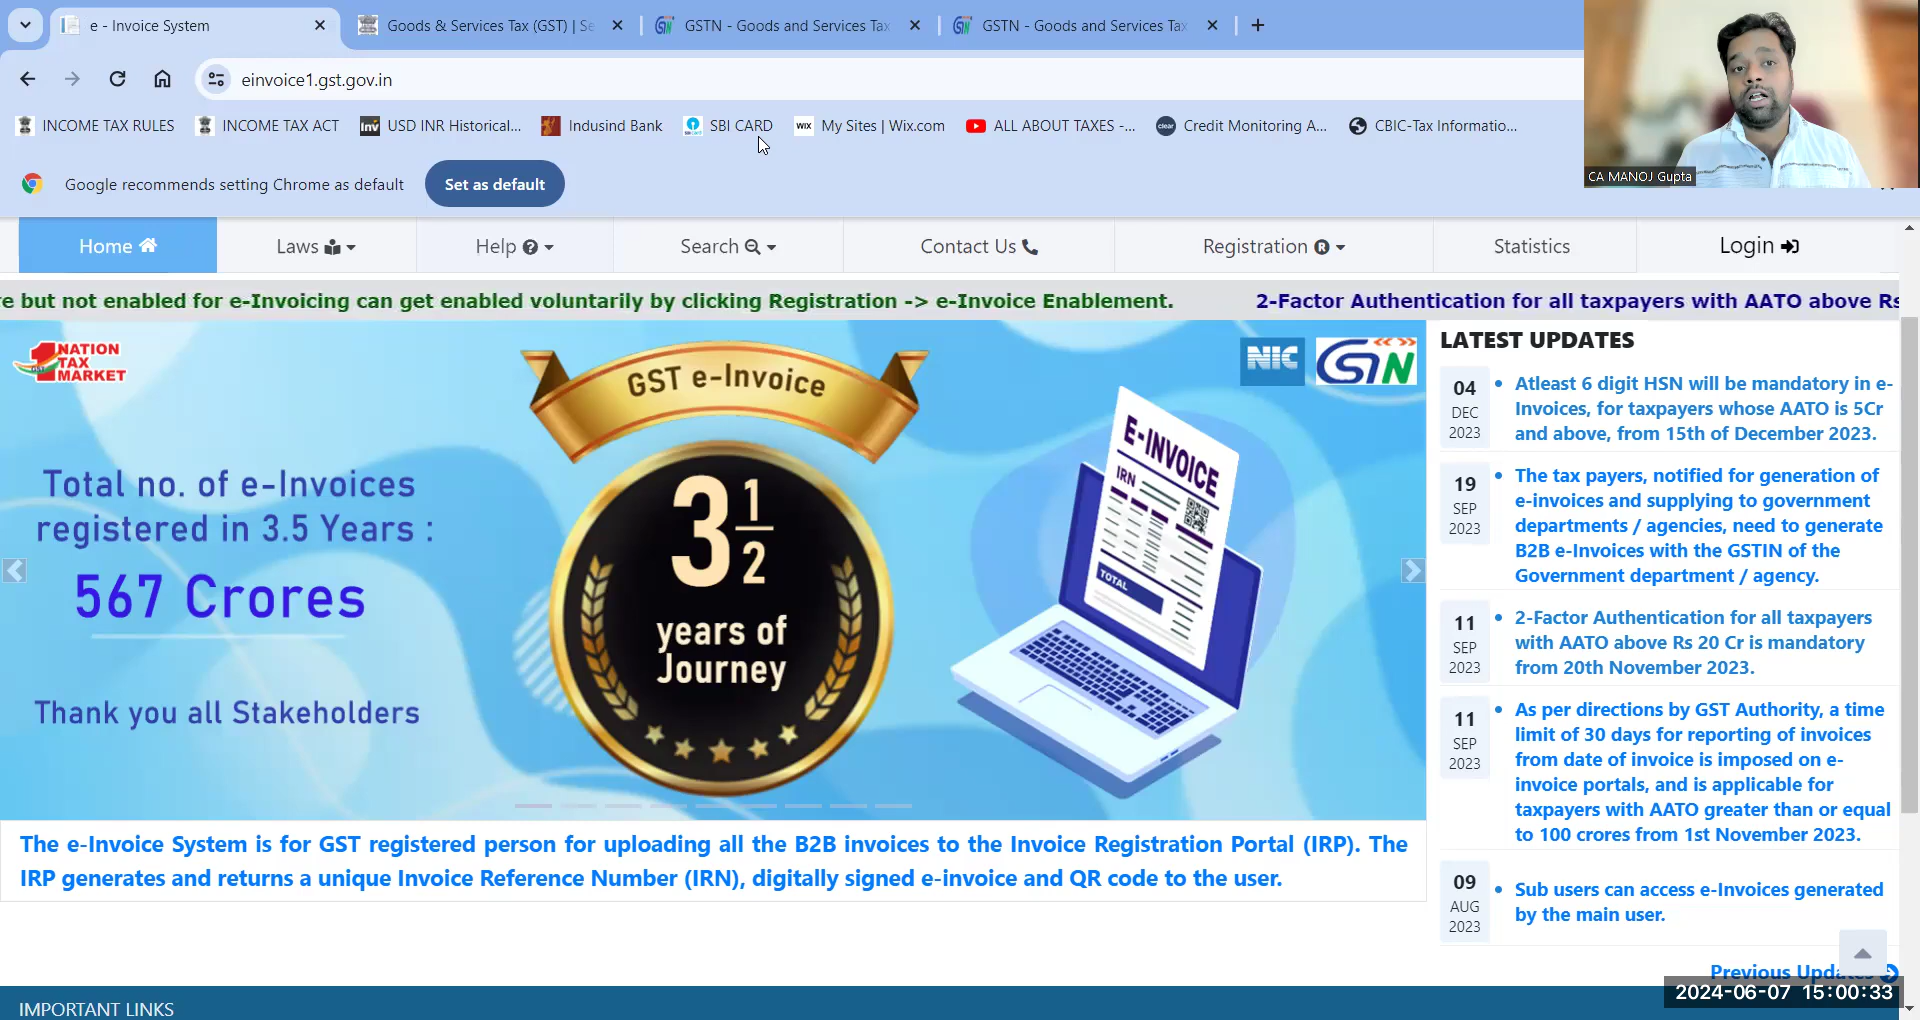 e - Invoice System
Goods & Services Tax (GST) | Se
GSTN - Goods and Services Tax
GSTN - Goods and Services Tax
einvoice1.gst.gov.in
INCOME TAX RULES
INCOME TAX ACT
Inv
USD INR Historical...
Indusind Bank
SBI CARD
WIX
My Sites | Wix.com
ALL ABOUT TAXES -...
clear
Credit Monitoring A...
CBIC-Tax Informatio...
Google recommends setting Chrome as default
Set as default
CA MANOJ Gupta
Home
Laws
Help
Search
Contact Us
Registration
Statistics
Login
re but not enabled for e-Invoicing can get enabled voluntarily by clicking Registration -> e-Invoice Enablement.
2-Factor Authentication for all taxpayers with AATO above Rs
1 NATION
TAX
MARKET
GST e-Invoice
NIC
GSTN
Total no. of e-Invoices
registered in 3.5 Years :
567 Crores
Thank you all Stakeholders
3 1/2
years of
Journey
E-INVOICE
IRN
TOTAL
The e-Invoice System is for GST registered person for uploading all the B2B invoices to the Invoice Registration Portal (IRP). The
IRP generates and returns a unique Invoice Reference Number (IRN), digitally signed e-invoice and QR code to the user.
LATEST UPDATES
04
DEC
2023
Atleast 6 digit HSN will be mandatory in e-
Invoices, for taxpayers whose AATO is 5Cr
and above, from 15th of December 2023.
19
SEP
2023
The tax payers, notified for generation of
e-invoices and supplying to government
departments / agencies, need to generate
B2B e-Invoices with the GSTIN of the
Government department / agency.
11
SEP
2023
2-Factor Authentication for all taxpayers
with AATO above Rs 20 Cr is mandatory
from 20th November 2023.
11
SEP
2023
As per directions by GST Authority, a time
limit of 30 days for reporting of invoices
from date of invoice is imposed on e-
invoice portals, and is applicable for
taxpayers with AATO greater than or equal
to 100 crores from 1st November 2023.
09
AUG
2023
Sub users can access e-Invoices generated
by the main user.
Previous Updates
2024-06-07 15:00:33
IMPORTANT LINKS